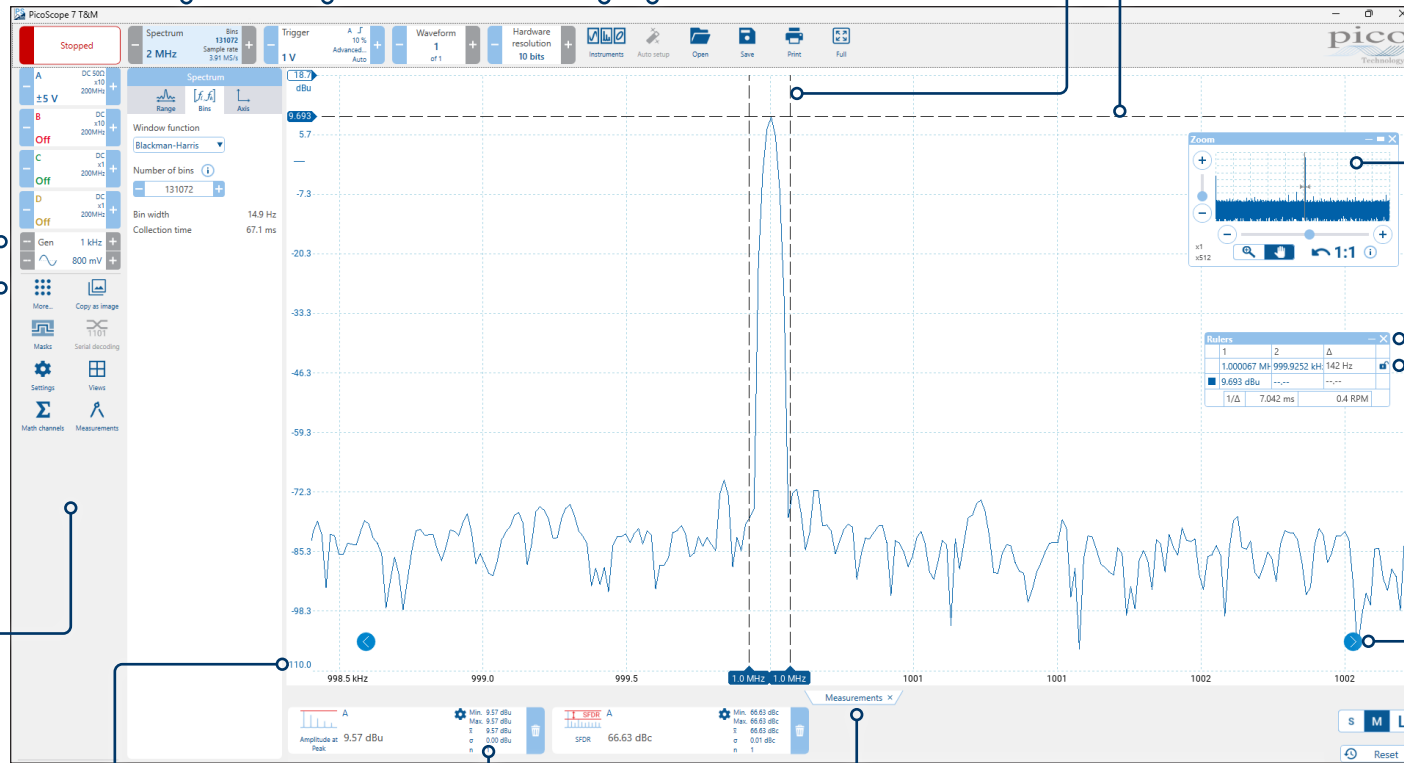 PicoScope 7 T&M
Stopped
Spectrum
2 MHz
Bins
131072
Sample rate
3.91 MS/s
Trigger
1 V
A
10 %
Advanced...
Auto
Waveform
1
of 1
Hardware
resolution
10 bits
Instruments
Auto setup
Open
Save
Print
Full
pico
Technology
A
±5 V
DC 50Ω
x10
200MHz
B
Off
DC
x10
200MHz
C
Off
DC
x1
200MHz
D
Off
DC
x1
200MHz
Gen
1 kHz
800 mV
More...
Copy as image
Masks
1101
Serial decoding
Settings
Views
Math channels
Measurements
Spectrum
Range
Bins
Axis
Window function
Blackman-Harris
Number of bins
131072
Bin width
14.9 Hz
Collection time
67.1 ms
18.7
dBu
9.693
5.7
-7.3
-20.3
-33.3
-46.3
-59.3
-72.3
-85.3
-98.3
110.0
998.5 kHz
999.0
999.5
1.0 MHz
1.0 MHz
1001
1001
1002
1002
Zoom
x1
x512
1:1
Rulers
1
2
Δ
1.000067 MH
999.9252 kH
142 Hz
9.693 dBu
--.--
--.--
1/Δ
7.042 ms
0.4 RPM
Measurements ×
A
Amplitude at
Peak
9.57 dBu
Min. 9.57 dBu
Max. 9.57 dBu
9.57 dBu
σ 0.00 dBu
n
SFDR
A
SFDR
66.63 dBc
Min. 66.63 dBc
Max. 66.63 dBc
66.63 dBc
σ 0.01 dBc
n 1
S
M
L
Reset